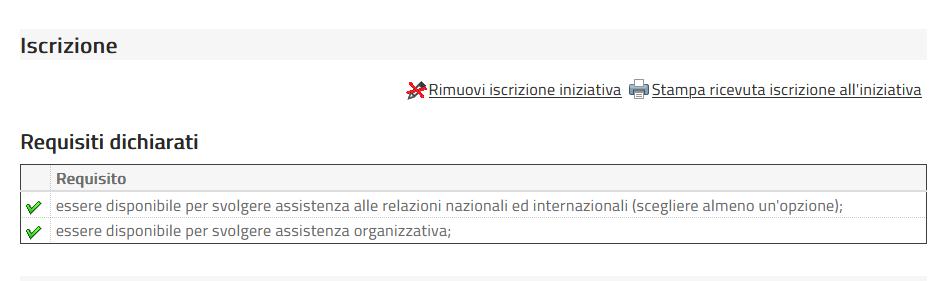 Iscrizione
Rimuovi iscrizione iniziativa Stampa ricevuta iscrizione all'iniziativa
Requisiti dichiarati
Requisito
essere disponibile per svolgere assistenza alle relazioni nazionali ed internazionali (scegliere almeno un'opzione);
essere disponibile per svolgere assistenza organizzativa;